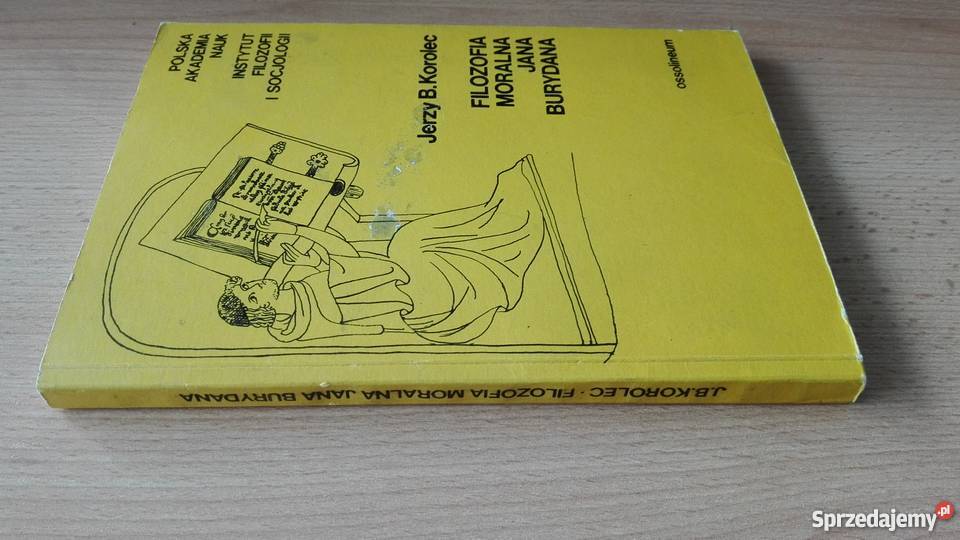 POLSKA
AKADEMIA
NAUK
INSTYTUT
FILOZOFII
I SOCJOLOGII
Jerzy B.Korolec
FILOZOFIA
MORALNA
JANA
BURYDANA
ossolineum
J.B.KOROLEC · FILOZOFIA MORALNA JANA BURYDANA
Sprzedajemy.pl